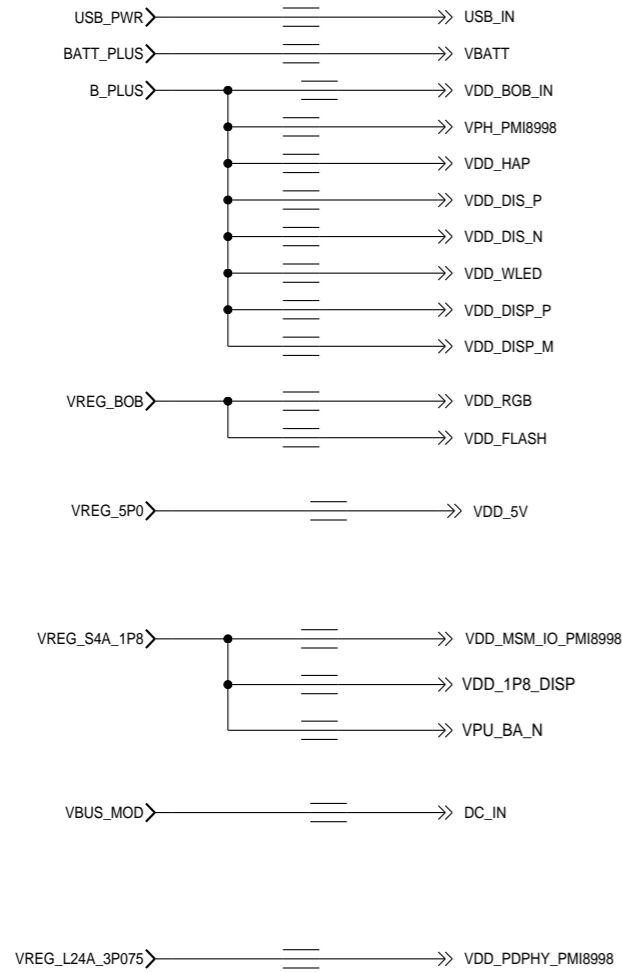 USB_PWR USB_IN
BATT_PLUS VBATT
B_PLUS VDD_BOB_IN
VPH_PMI8998
VDD_HAP
VDD_DIS_P
VDD_DIS_N
VDD_WLED
VDD_DISP_P
VDD_DISP_M
VREG_BOB VDD_RGB
VDD_FLASH
VREG_5P0 VDD_5V
VREG_S4A_1P8 VDD_MSM_IO_PMI8998
VDD_1P8_DISP
VPU_BA_N
VBUS_MOD DC_IN
VREG_L24A_3P075 VDD_PDPHY_PMI8998